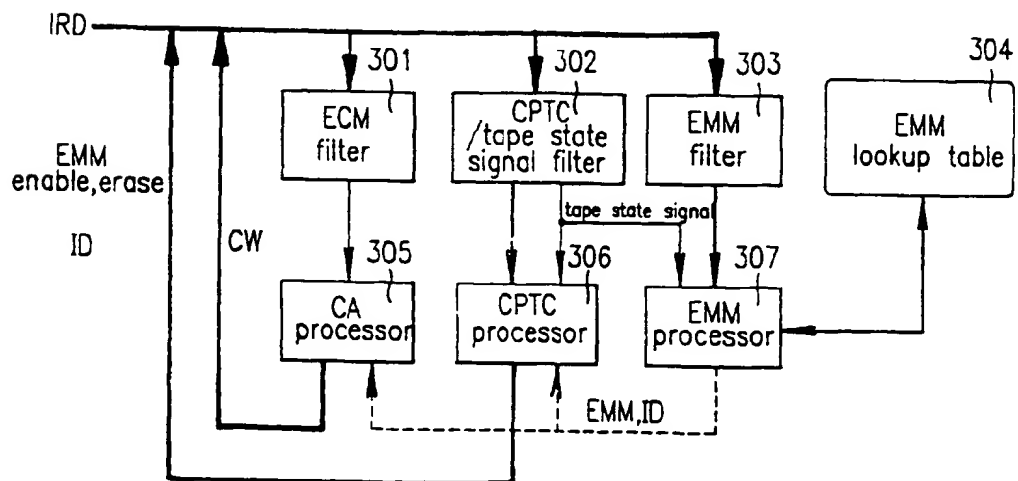 IRD
301
302
303
304
ECM
filter
CPTC
/tape state
signal filter
EMM
filter
EMM
lookup table
EMM
enable,erase
ID
CW
tape state signal
305
306
307
CA
processor
CPTC
processor
EMM
processor
EMM,ID